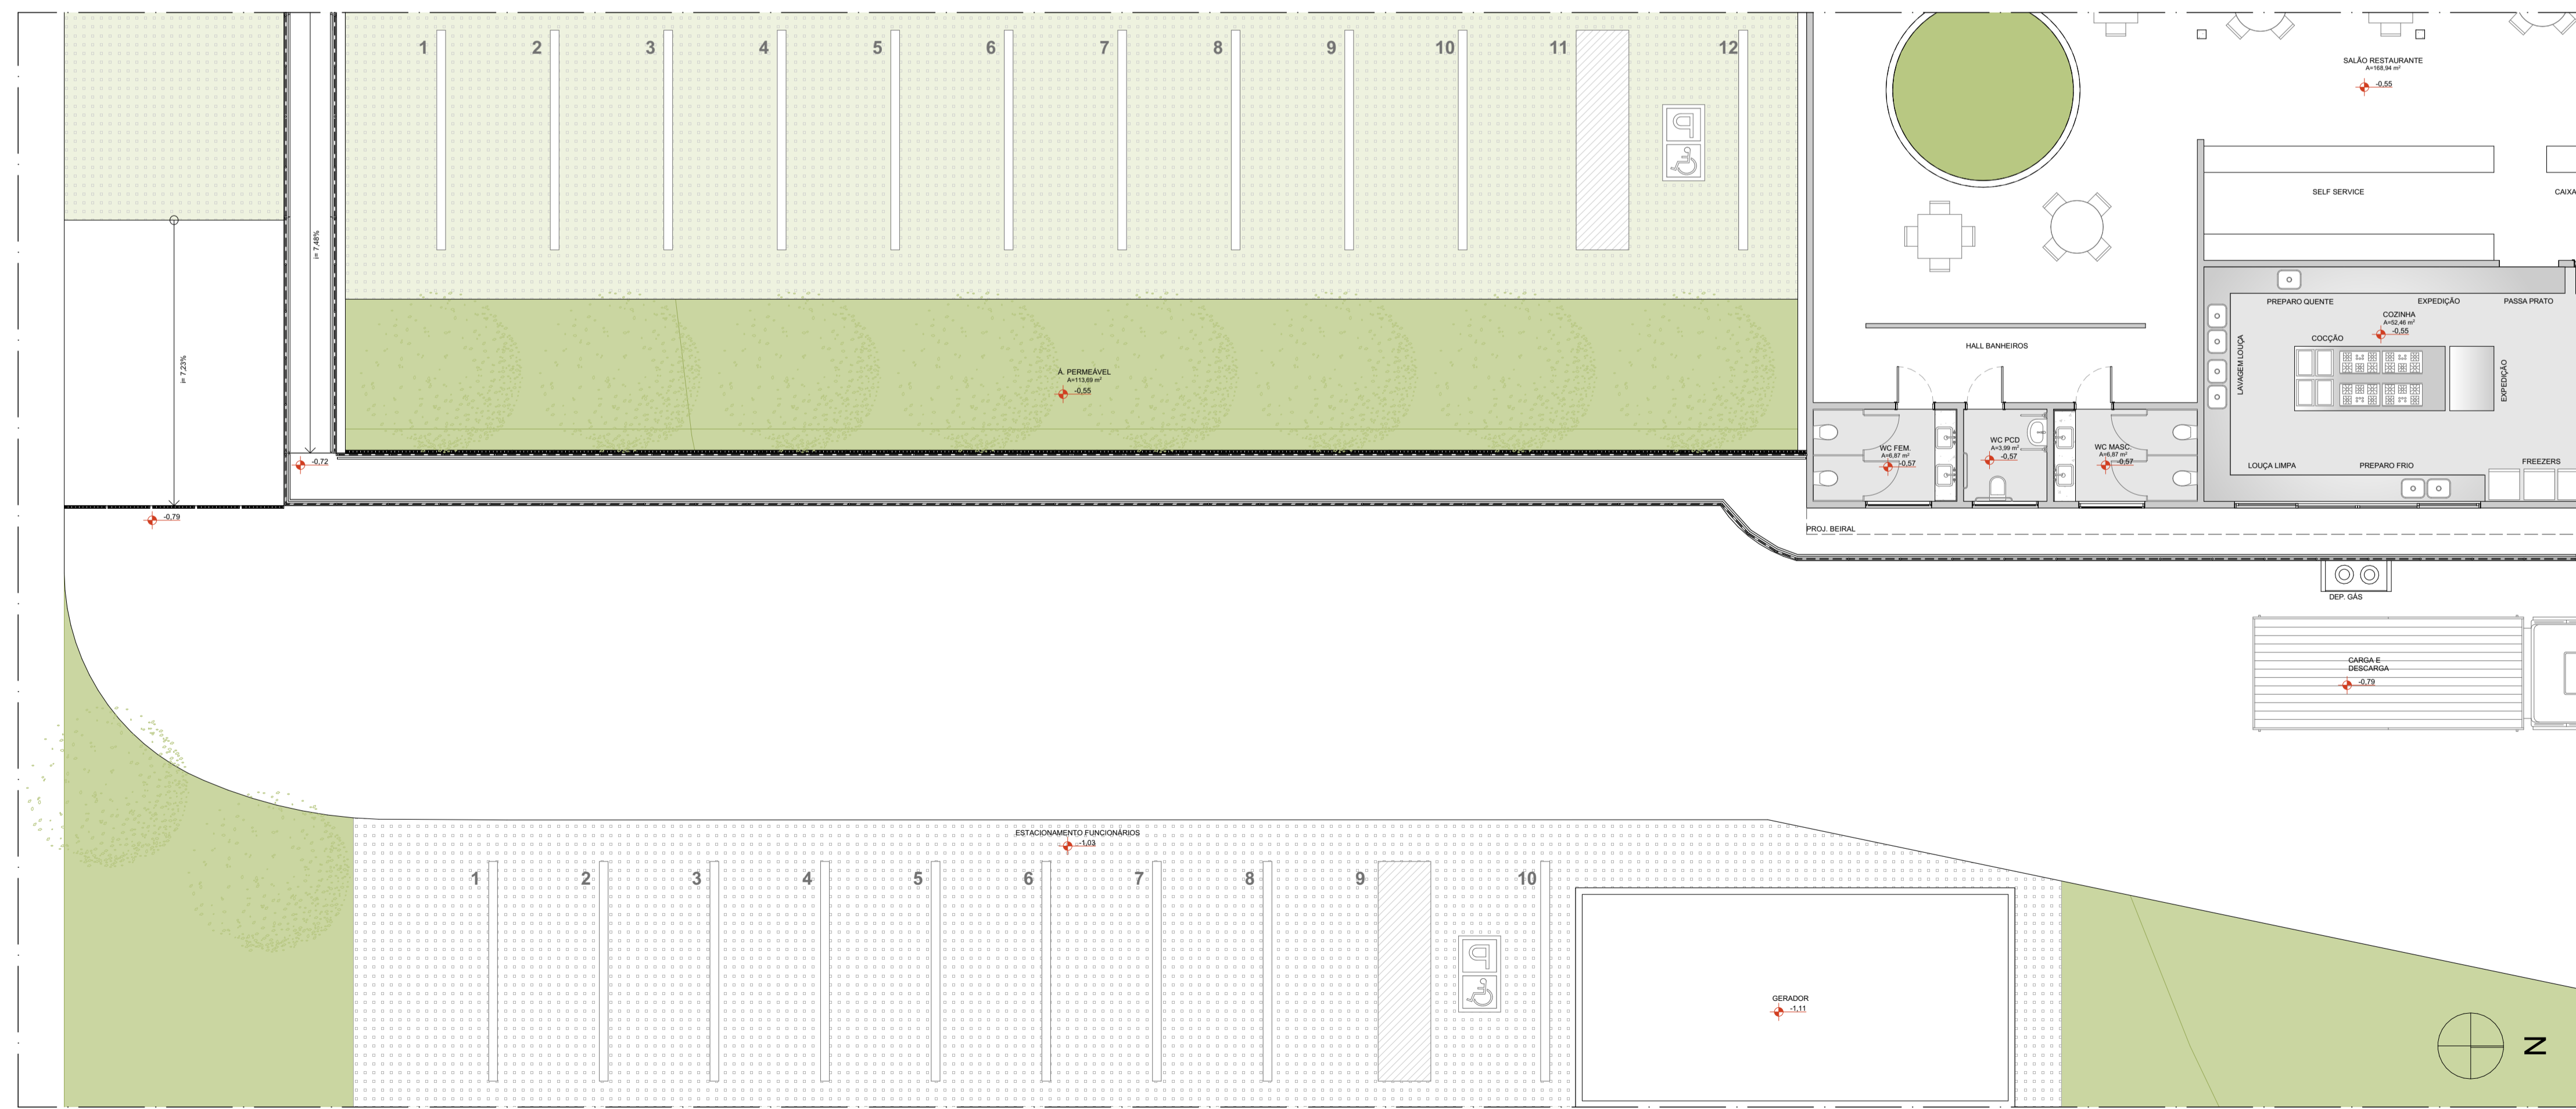 1 2 3 4 5 6 7 8 9 10 11 12
SALÃO RESTAURANTE
A=168,94 m²
-0,55
SELF SERVICE
CAIXA
i= 7,48%
i= 7,23%
PREPARO QUENTE
EXPEDIÇÃO
PASSA PRATO
COZINHA
A=52,46 m²
-0,55
COCÇÃO
LAVAGEM LOUÇA
EXPEDIÇÃO
HALL BANHEIROS
Á. PERMEÁVEL
A=113,69 m²
-0,55
WC FEM.
A=6,87 m²
-0,57
WC PCD
A=3,99 m²
-0,57
WC MASC.
A=6,87 m²
-0,57
LOUÇA LIMPA
PREPARO FRIO
FREEZERS
-0,72
-0,79
PROJ. BEIRAL
DEP. GÁS
CARGA E
DESCARGA
-0,79
ESTACIONAMENTO FUNCIONÁRIOS
-1,03
1 2 3 4 5 6 7 8 9 10
P
P
GERADOR
-1,11
N